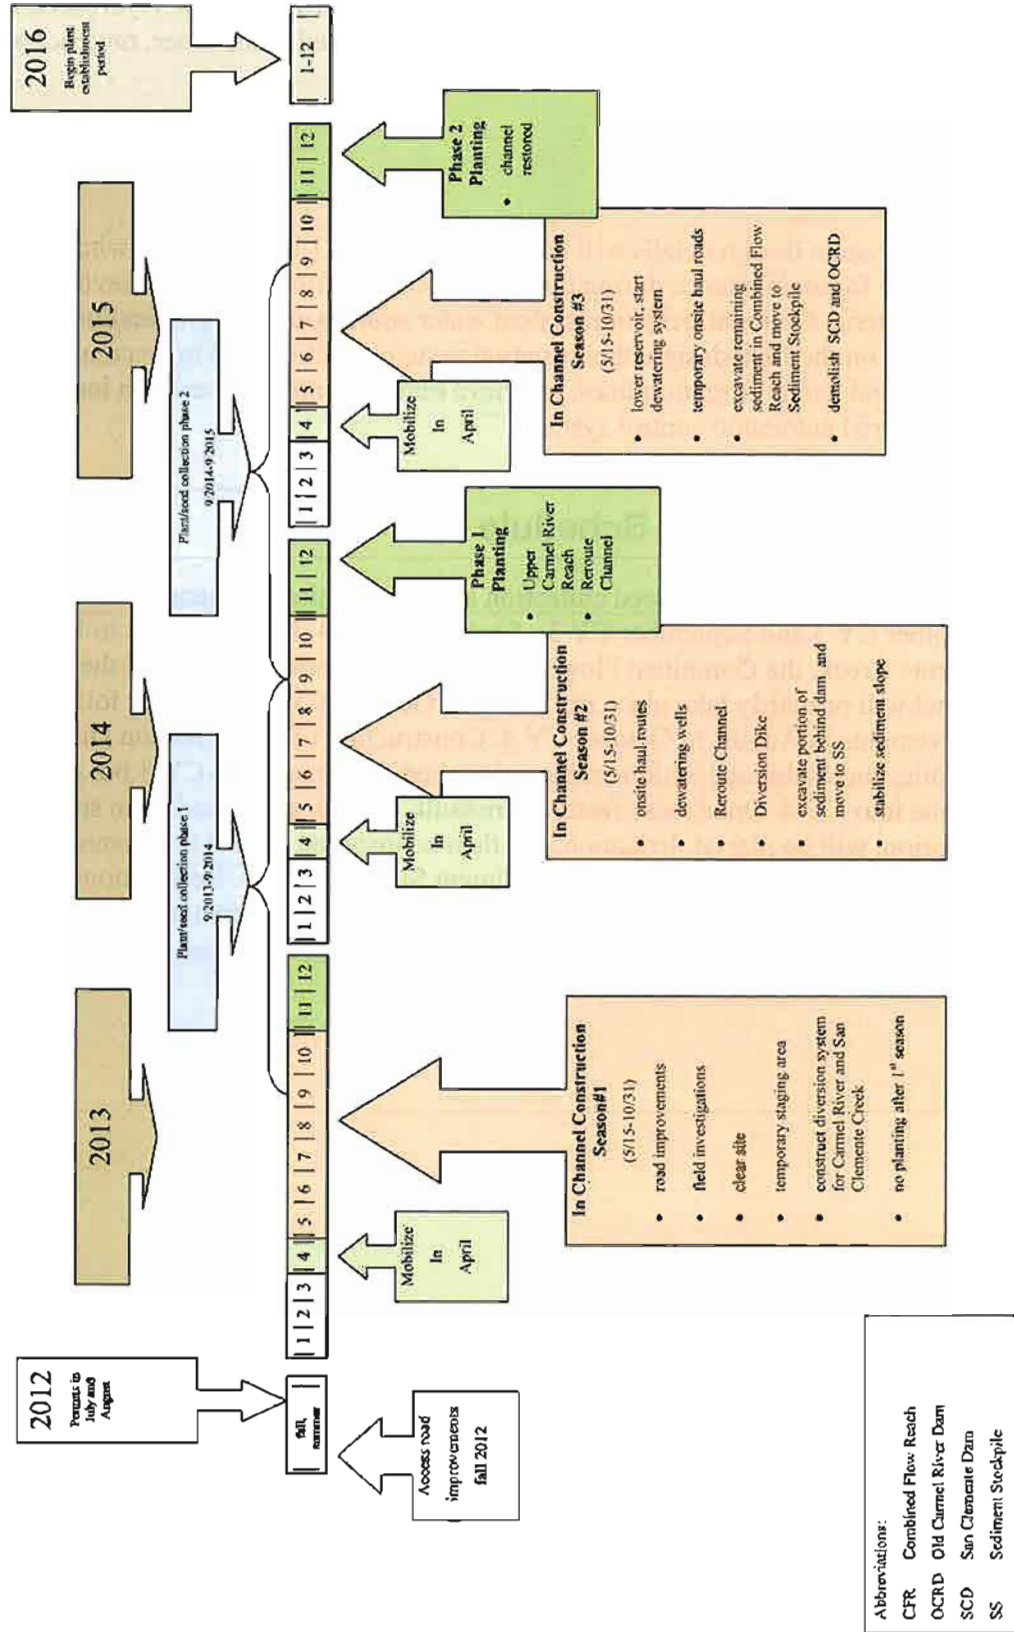 2012
Permits in
July and
August
2013
2014
2015
2016
Begin plant
establishment
period
Plant/seed collection phase 1
9/2013-9/2014
Plant/seed collection phase 2
9/2014-9/2015
fall,
summer
1 | 2 | 3 | 4 | 5 | 6 | 7 | 8 | 9 | 10 | 11 | 12
1 | 2 | 3 | 4 | 5 | 6 | 7 | 8 | 9 | 10 | 11 | 12
1 | 2 | 3 | 4 | 5 | 6 | 7 | 8 | 9 | 10 | 11 | 12
1-12
Access road
improvements
fall 2012
Mobilize
In
April
In Channel Construction
Season#1
(5/15-10/31)
• road improvements
• field investigations
• clear site
• temporary staging area
• construct diversion system
for Carmel River and San
Clemente Creek
• no planting after 1st season
Mobilize
In
April
In Channel Construction
Season #2
(5/15-10/31)
• onsite haul routes
• dewatering wells
• Reroute Channel
• Diversion Dike
• excavate portion of
sediment behind dam and
move to SS
• stabilize sediment slope
Phase 1
Planting
• Upper
Carmel River
Reach
• Reroute
Channel
Mobilize
In
April
In Channel Construction
Season #3
(5/15-10/31)
• lower reservoir, start
dewatering system
• temporary onsite haul roads
• excavate remaining
sediment in Combined Flow
Reach and move to
Sediment Stockpile
• demolish SCD and OCRD
Phase 2
Planting
• channel
restored
Abbreviations:
CFR Combined Flow Reach
OCRD Old Carmel River Dam
SCD San Clemente Dam
SS Sediment Stockpile